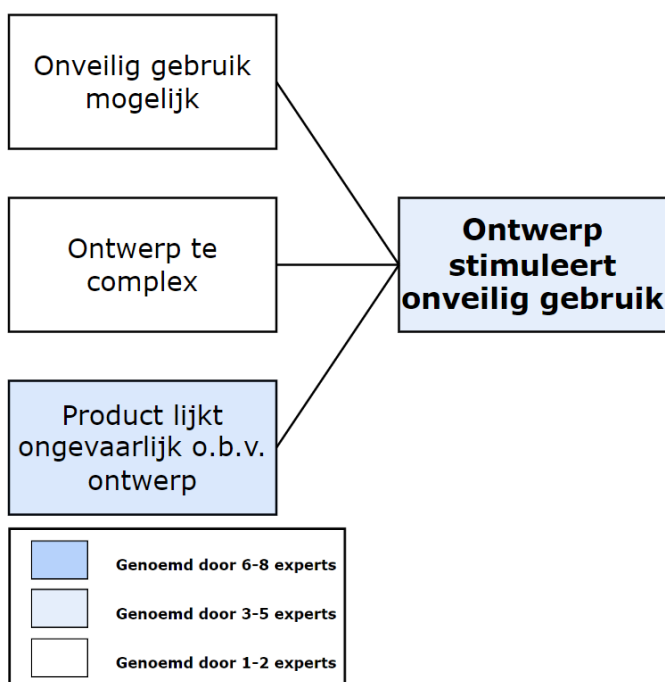 Onveilig gebruik
mogelijk
Ontwerp te
complex
Product lijkt
ongevaarlijk o.b.v.
ontwerp
Ontwerp
stimuleert
onveilig gebruik
Genoemd door 6-8 experts
Genoemd door 3-5 experts
Genoemd door 1-2 experts